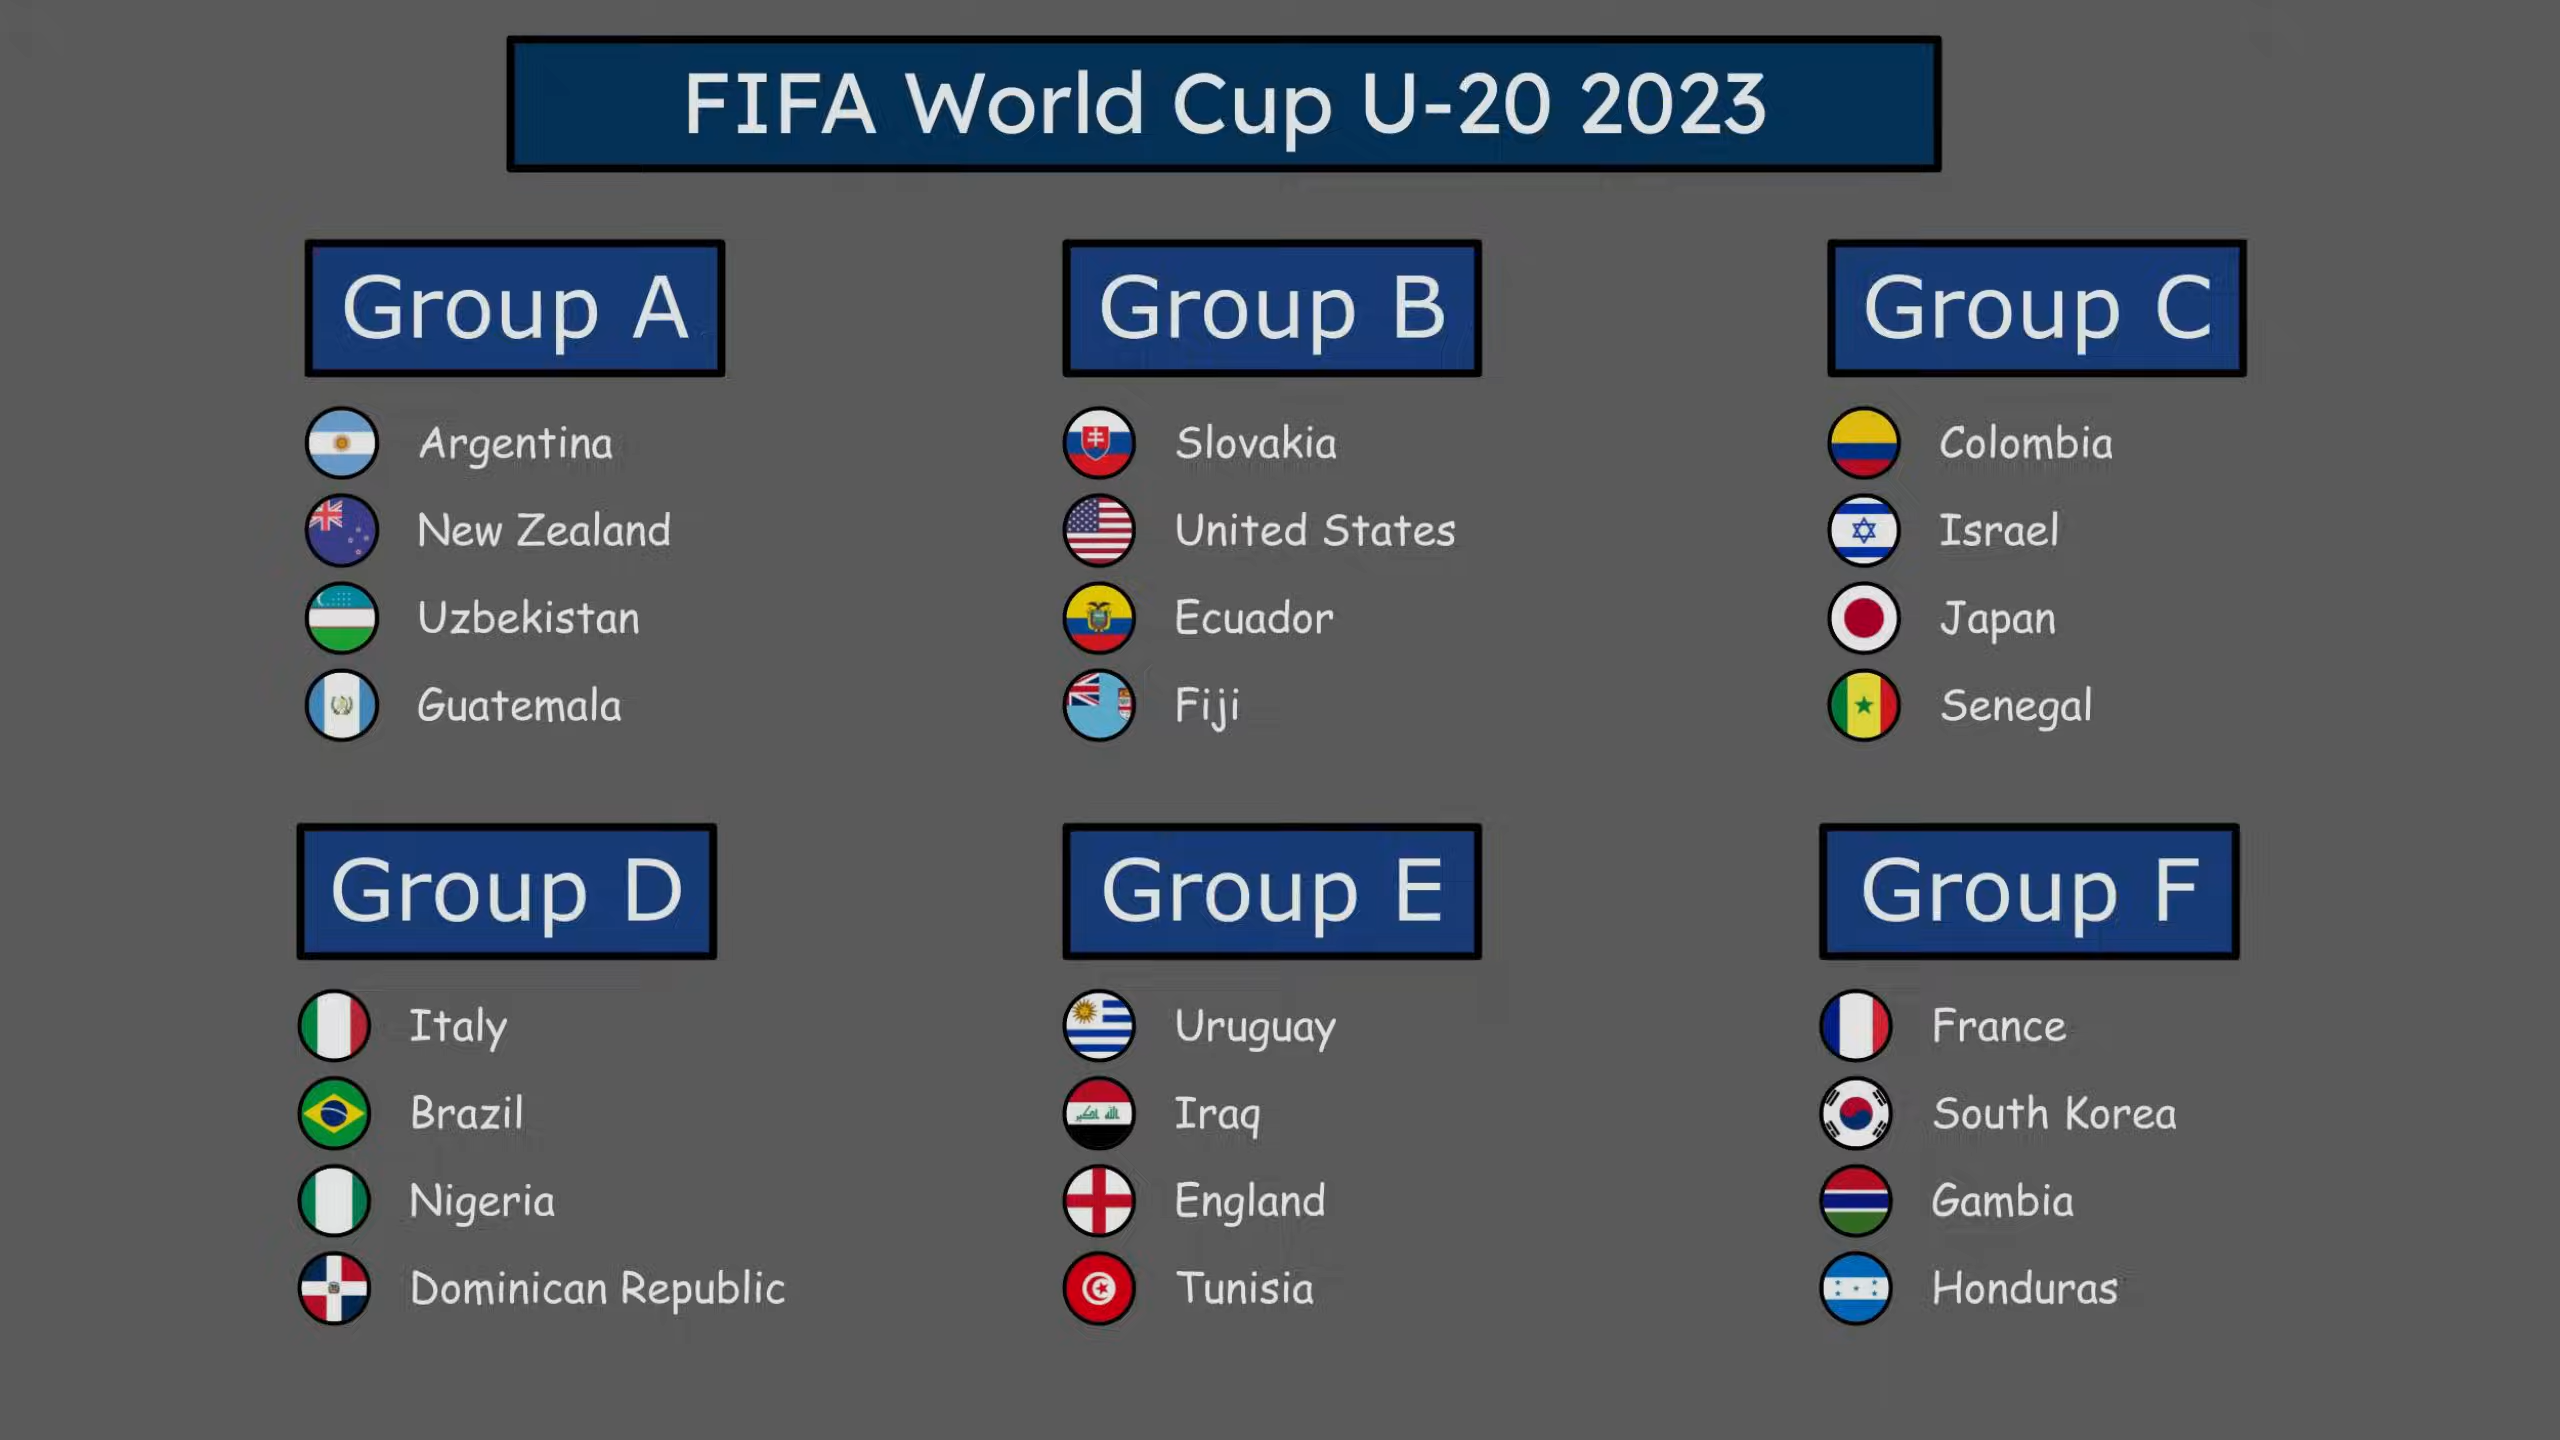 FIFA World Cup U-20 2023
Group A
Argentina
New Zealand
Uzbekistan
Guatemala
Group B
Slovakia
United States
Ecuador
Fiji
Group C
Colombia
Israel
Japan
Senegal
Group D
Italy
Brazil
Nigeria
Dominican Republic
Group E
Uruguay
Iraq
الله اكبر
England
Tunisia
Group F
France
South Korea
Gambia
Honduras